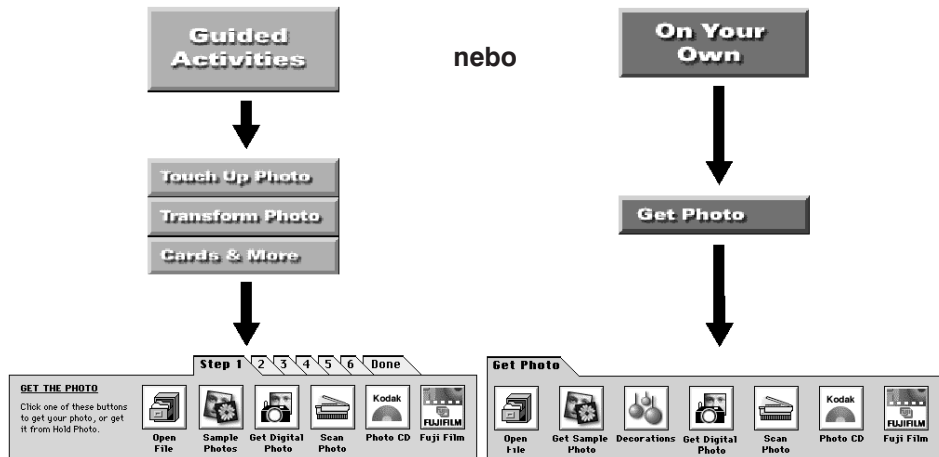 Guided
Activities
nebo
On Your
Own
Touch Up Photo
Transform Photo
Cards & More
Get Photo
Step 1 2 3 4 5 6 Done
GET THE PHOTO
Click one of these buttons
to get your photo, or get
it from Hold Photo.
Open
File
Sample
Photos
Get Digital
Photo
Scan
Photo
Kodak
Photo CD
FUJIFILM
Fuji Film
Get Photo
Open
File
Get Sample
Photo
Decorations
Get Digital
Photo
Scan
Photo
Kodak
Photo CD
FUJIFILM
Fuji Film